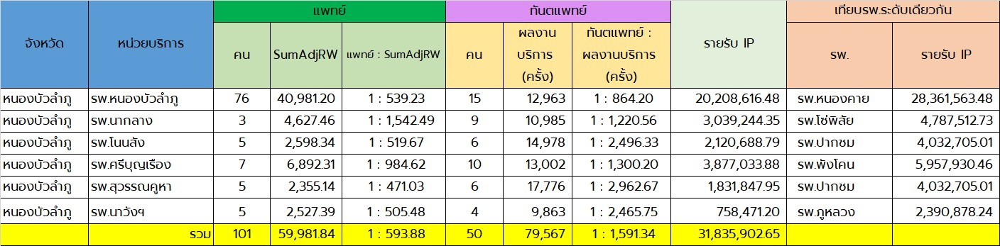 จังหวัด หน่วยบริการ แพทย์ ทันตแพทย์ รายรับ IP เทียบรพ.ระดับเดียวกัน
คน SumAdjRW แพทย์ : SumAdjRW คน ผลงานบริการ (ครั้ง) ทันตแพทย์ : ผลงานบริการ (ครั้ง) รพ. รายรับ IP
หนองบัวลำภู รพ.หนองบัวลำภู 76 40,981.20 1 : 539.23 15 12,963 1 : 864.20 20,208,616.48 รพ.หนองคาย 28,361,563.48
หนองบัวลำภู รพ.นากลาง 3 4,627.46 1 : 1,542.49 9 10,985 1 : 1,220.56 3,039,244.35 รพ.โซ่พิสัย 4,787,512.73
หนองบัวลำภู รพ.โนนสัง 5 2,598.34 1 : 519.67 6 14,978 1 : 2,496.33 2,120,688.79 รพ.ปากชม 4,032,705.01
หนองบัวลำภู รพ.ศรีบุญเรือง 7 6,892.31 1 : 984.62 10 13,002 1 : 1,300.20 3,877,033.88 รพ.พังโคน 5,957,930.46
หนองบัวลำภู รพ.สุวรรณคูหา 5 2,355.14 1 : 471.03 6 17,776 1 : 2,962.67 1,831,847.95 รพ.ปากชม 4,032,705.01
หนองบัวลำภู รพ.นาวังฯ 5 2,527.39 1 : 505.48 4 9,863 1 : 2,465.75 758,471.20 รพ.ภูหลวง 2,390,878.24
รวม 101 59,981.84 1 : 593.88 50 79,567 1 : 1,591.34 31,835,902.65